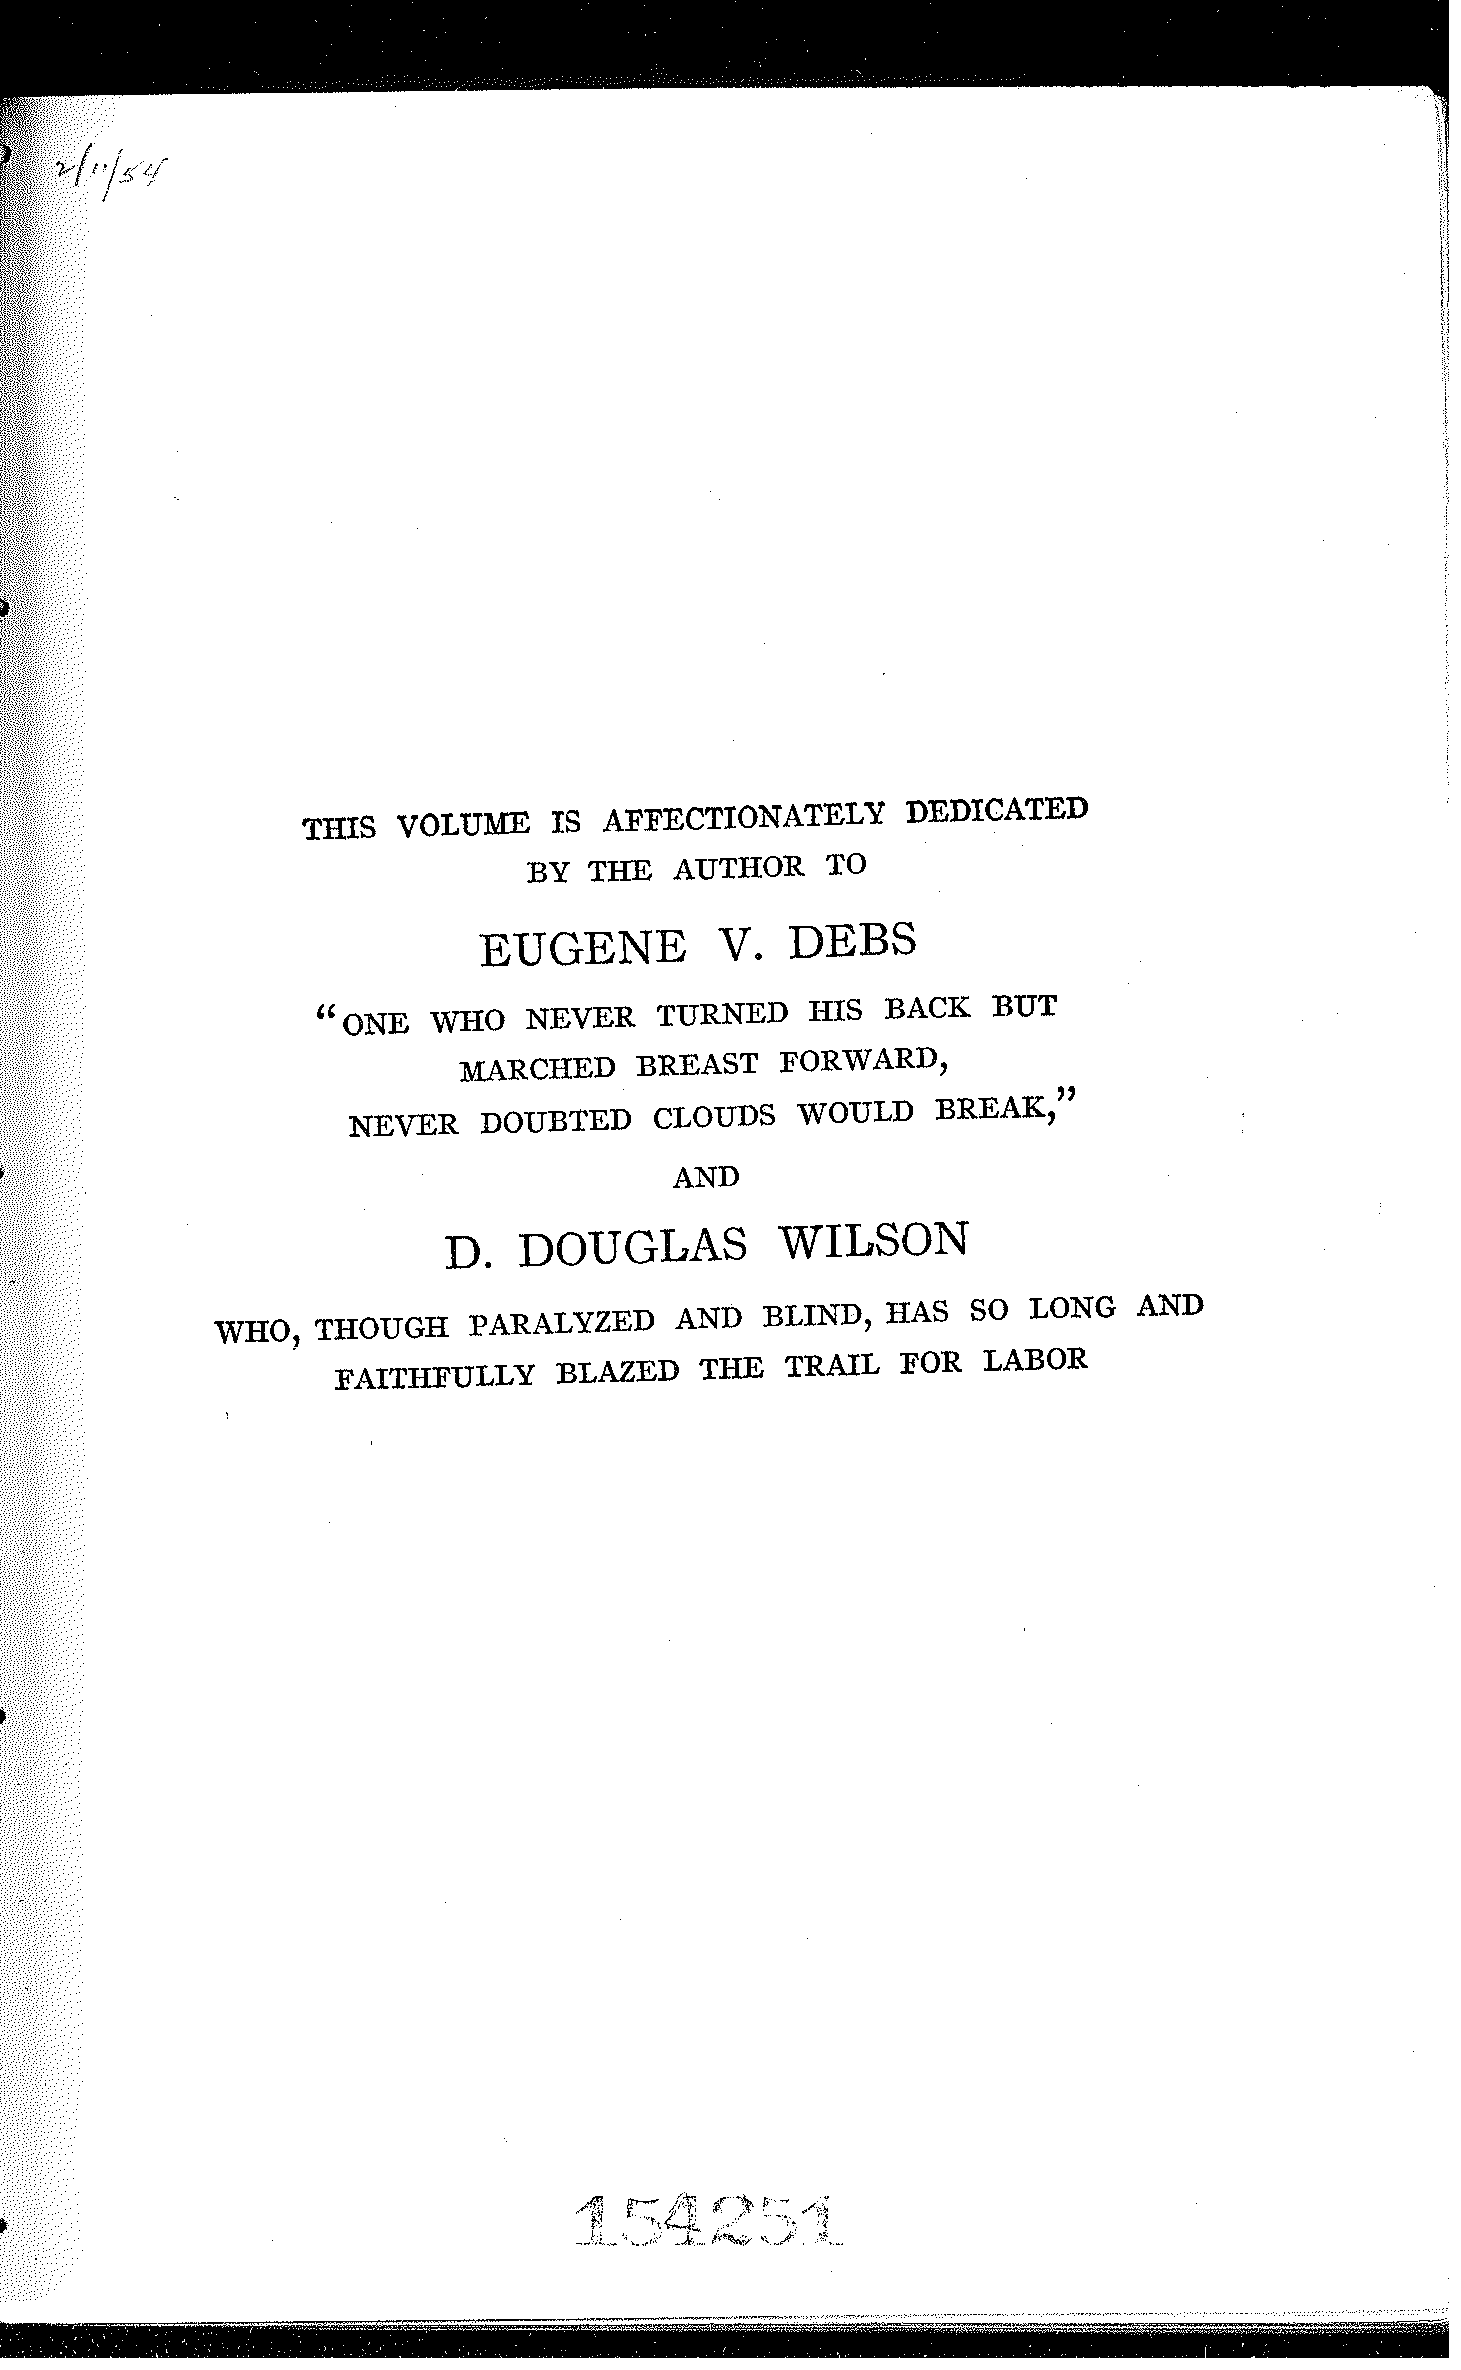 2/11/54
THIS VOLUME IS AFFECTIONATELY DEDICATED
BY THE AUTHOR TO
EUGENE V. DEBS
"ONE WHO NEVER TURNED HIS BACK BUT
MARCHED BREAST FORWARD,
NEVER DOUBTED CLOUDS WOULD BREAK,"
AND
D. DOUGLAS WILSON
WHO, THOUGH PARALYZED AND BLIND, HAS SO LONG AND
FAITHFULLY BLAZED THE TRAIL FOR LABOR
154251